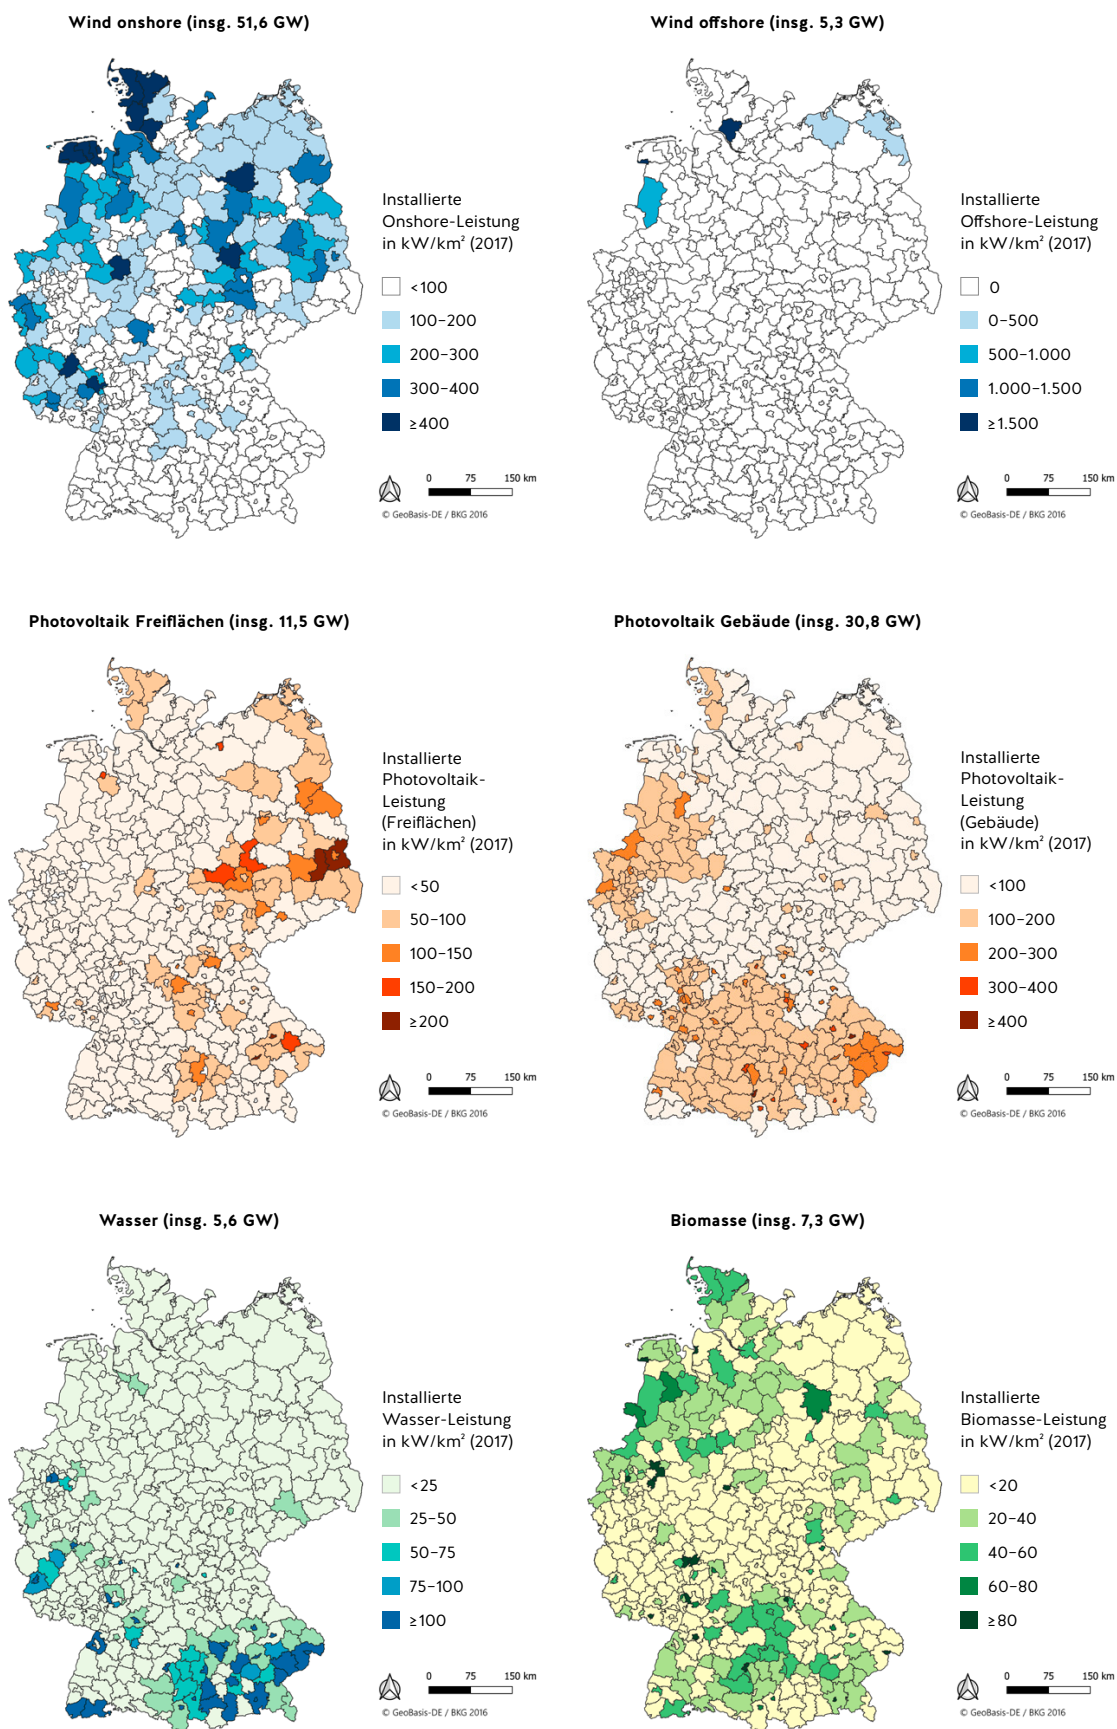 Wind onshore (insg. 51,6 GW)
Installierte
Onshore-Leistung
in kW/km² (2017)
<100
100–200
200–300
300–400
≥400
0 75 150 km
© GeoBasis-DE / BKG 2016
Wind offshore (insg. 5,3 GW)
Installierte
Offshore-Leistung
in kW/km² (2017)
0
0–500
500–1.000
1.000–1.500
≥1.500
0 75 150 km
© GeoBasis-DE / BKG 2016
Photovoltaik Freiflächen (insg. 11,5 GW)
Installierte
Photovoltaik-
Leistung
(Freiflächen)
in kW/km² (2017)
<50
50–100
100–150
150–200
≥200
0 75 150 km
© GeoBasis-DE / BKG 2016
Photovoltaik Gebäude (insg. 30,8 GW)
Installierte
Photovoltaik-
Leistung
(Gebäude)
in kW/km² (2017)
<100
100–200
200–300
300–400
≥400
0 75 150 km
© GeoBasis-DE / BKG 2016
Wasser (insg. 5,6 GW)
Installierte
Wasser-Leistung
in kW/km² (2017)
<25
25–50
50–75
75–100
≥100
0 75 150 km
© GeoBasis-DE / BKG 2016
Biomasse (insg. 7,3 GW)
Installierte
Biomasse-Leistung
in kW/km² (2017)
<20
20–40
40–60
60–80
≥80
0 75 150 km
© GeoBasis-DE / BKG 2016